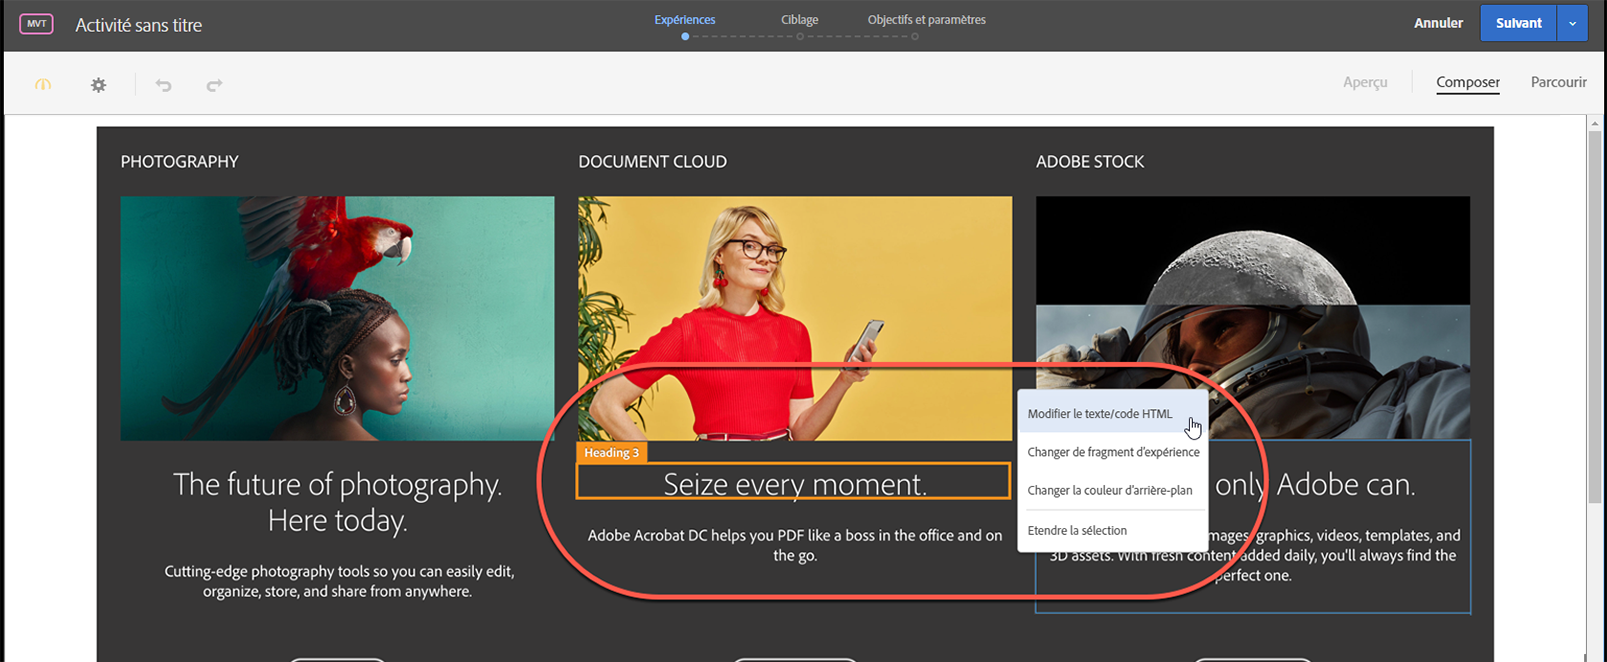 MVT
Activité sans titre
Expériences
Ciblage
Objectifs et paramètres
Annuler
Suivant
Aperçu
Composer
Parcourir
PHOTOGRAPHY
DOCUMENT CLOUD
ADOBE STOCK
The future of photography.
Here today.
Cutting-edge photography tools so you can easily edit,
organize, store, and share from anywhere.
Heading 3
Seize every moment.
Adobe Acrobat DC helps you PDF like a boss in the office and on
the go.
Modifier le texte/code HTML
Changer de fragment d'expérience
Changer la couleur d'arrière-plan
Etendre la sélection
only Adobe can.
graphics, videos, templates, and
3D assets. With fresh content added daily, you'll always find the
perfect one.